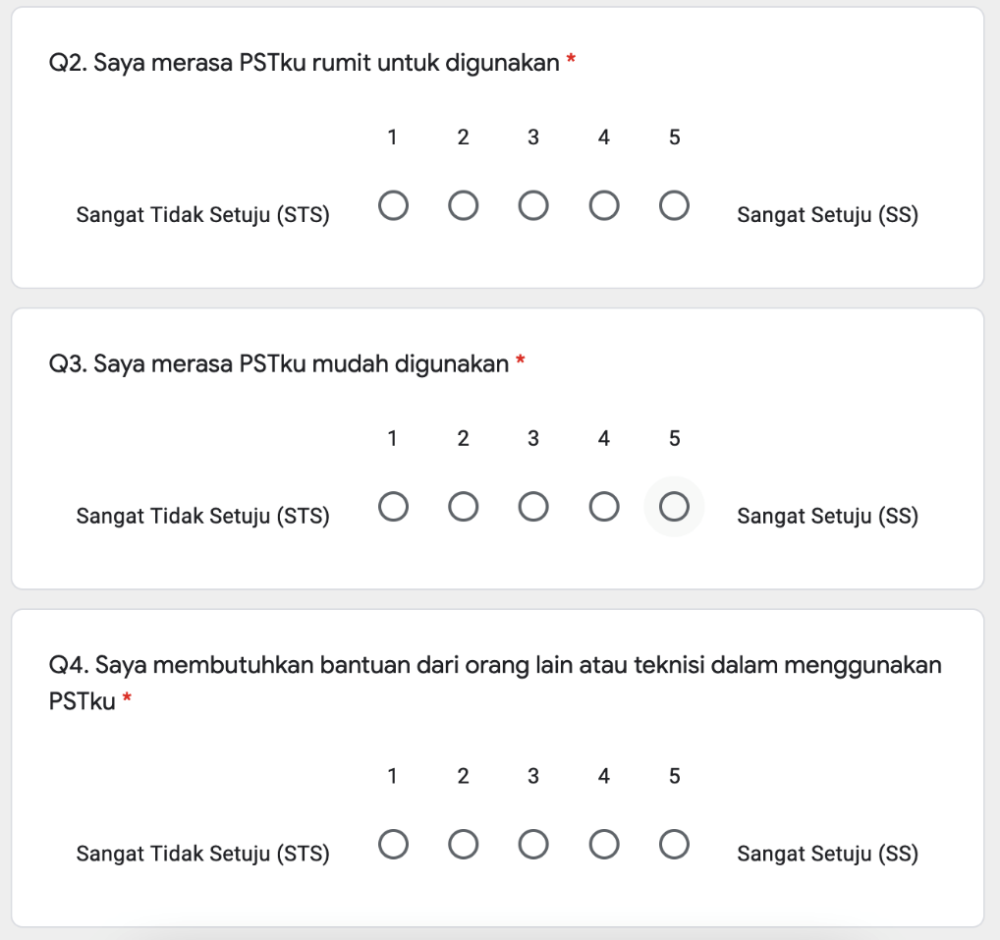 Q2. Saya merasa PSTku rumit untuk digunakan *
1 2 3 4 5
Sangat Tidak Setuju (STS) Sangat Setuju (SS)
Q3. Saya merasa PSTku mudah digunakan *
1 2 3 4 5
Sangat Tidak Setuju (STS) Sangat Setuju (SS)
Q4. Saya membutuhkan bantuan dari orang lain atau teknisi dalam menggunakan
PSTku *
1 2 3 4 5
Sangat Tidak Setuju (STS) Sangat Setuju (SS)